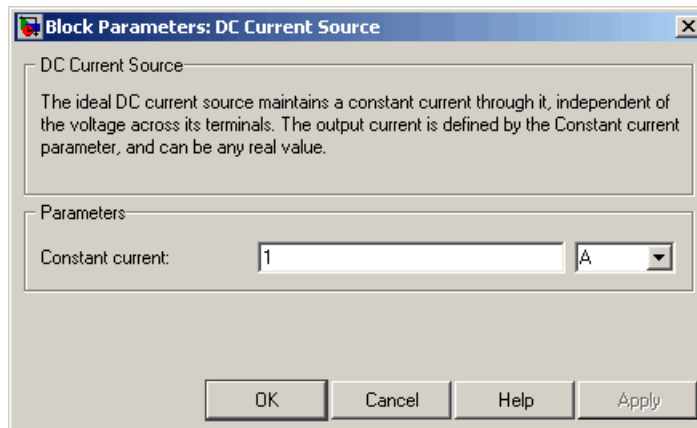 Block Parameters: DC Current Source
DC Current Source
The ideal DC current source maintains a constant current through it, independent of
the voltage across its terminals. The output current is defined by the Constant current
parameter, and can be any real value.
Parameters
Constant current: 1 A
OK Cancel Help Apply